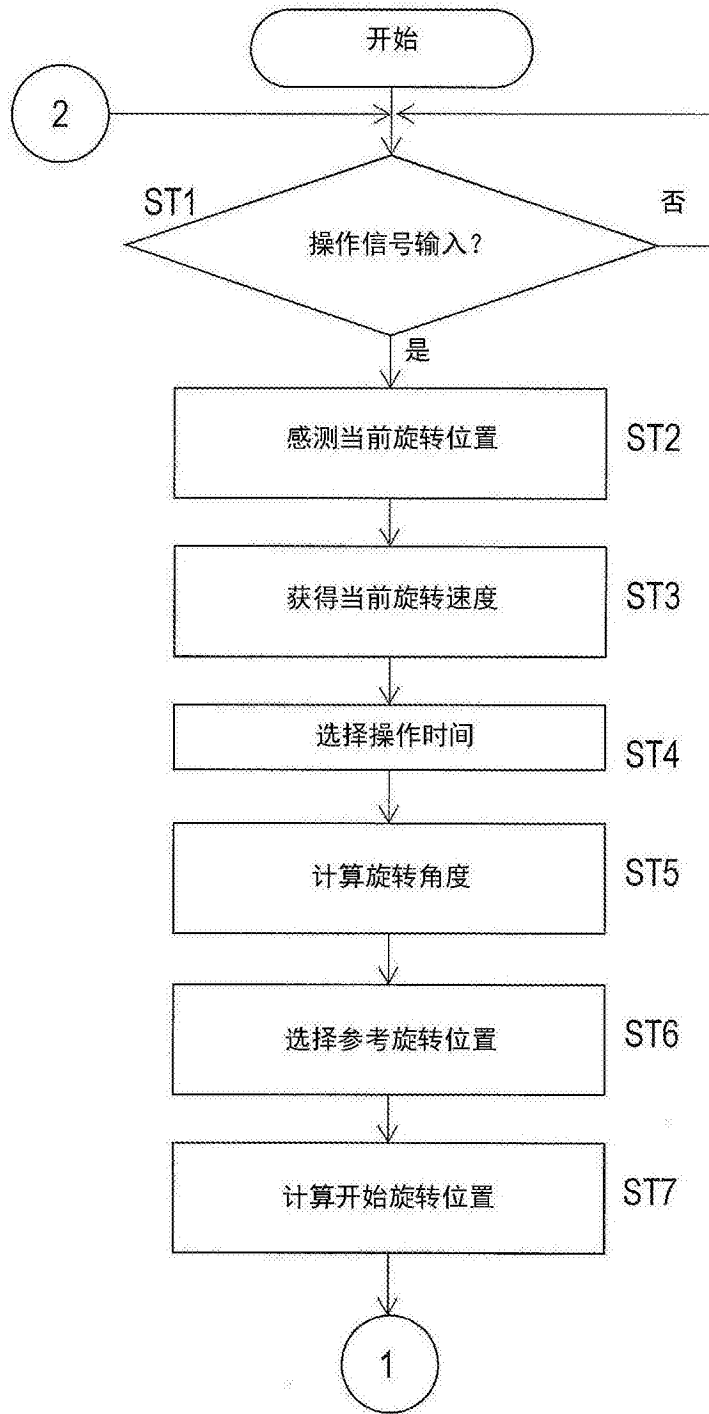 开始
2
ST1
否
操作信号输入?
是
感测当前旋转位置
ST2
获得当前旋转速度
ST3
选择操作时间
ST4
计算旋转角度
ST5
选择参考旋转位置
ST6
计算开始旋转位置
ST7
1